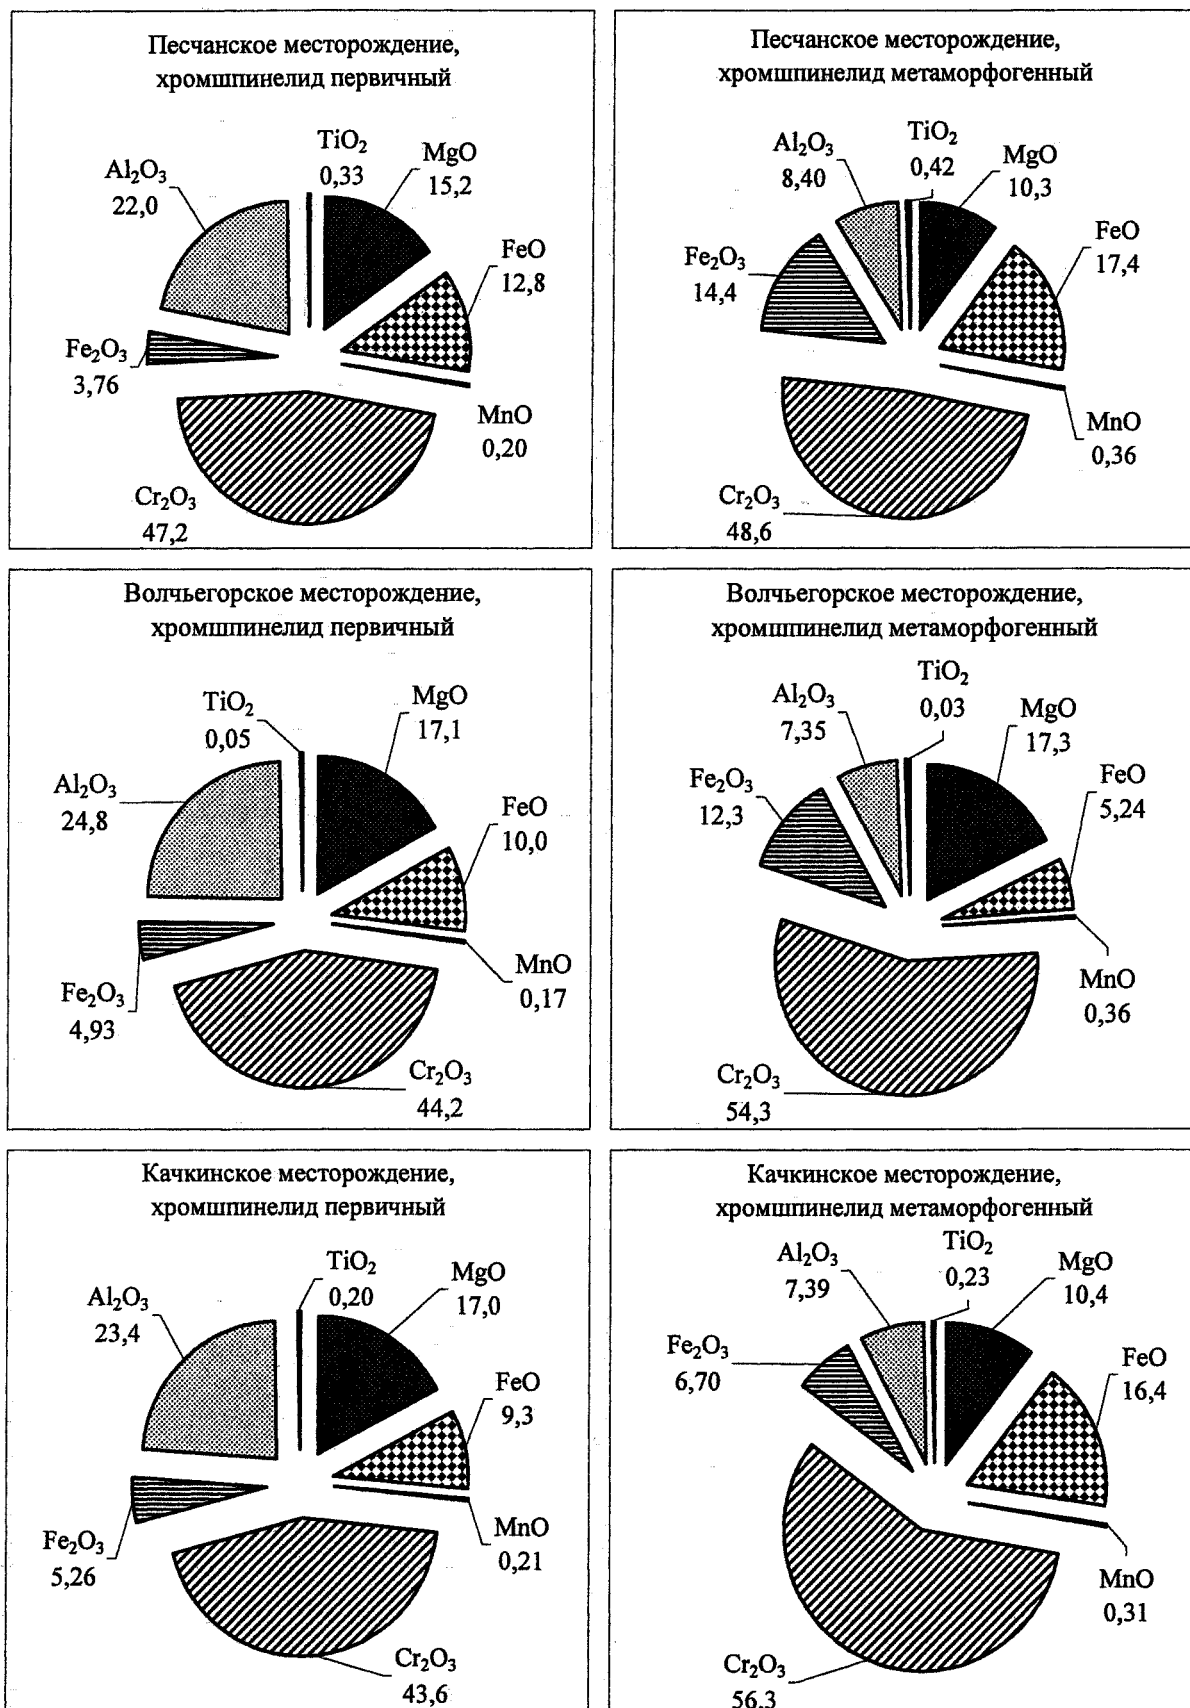 Песчанское месторождение,
хромшпинелид первичный
TiO₂
0,33
MgO
15,2
Al₂O₃
22,0
FeO
12,8
Fe₂O₃
3,76
MnO
0,20
Cr₂O₃
47,2
Песчанское месторождение,
хромшпинелид метаморфогенный
TiO₂
0,42
Al₂O₃
8,40
MgO
10,3
FeO
17,4
Fe₂O₃
14,4
MnO
0,36
Cr₂O₃
48,6
Волчьегорское месторождение,
хромшпинелид первичный
TiO₂
0,05
MgO
17,1
Al₂O₃
24,8
FeO
10,0
MnO
0,17
Fe₂O₃
4,93
Cr₂O₃
44,2
Волчьегорское месторождение,
хромшпинелид метаморфогенный
TiO₂
0,03
Al₂O₃
7,35
MgO
17,3
Fe₂O₃
12,3
FeO
5,24
MnO
0,36
Cr₂O₃
54,3
Качкинское месторождение,
хромшпинелид первичный
TiO₂
0,20
MgO
17,0
Al₂O₃
23,4
FeO
9,3
MnO
0,21
Fe₂O₃
5,26
Cr₂O₃
43,6
Качкинское месторождение,
хромшпинелид метаморфогенный
TiO₂
0,23
Al₂O₃
7,39
MgO
10,4
Fe₂O₃
6,70
FeO
16,4
MnO
0,31
Cr₂O₃
56,3